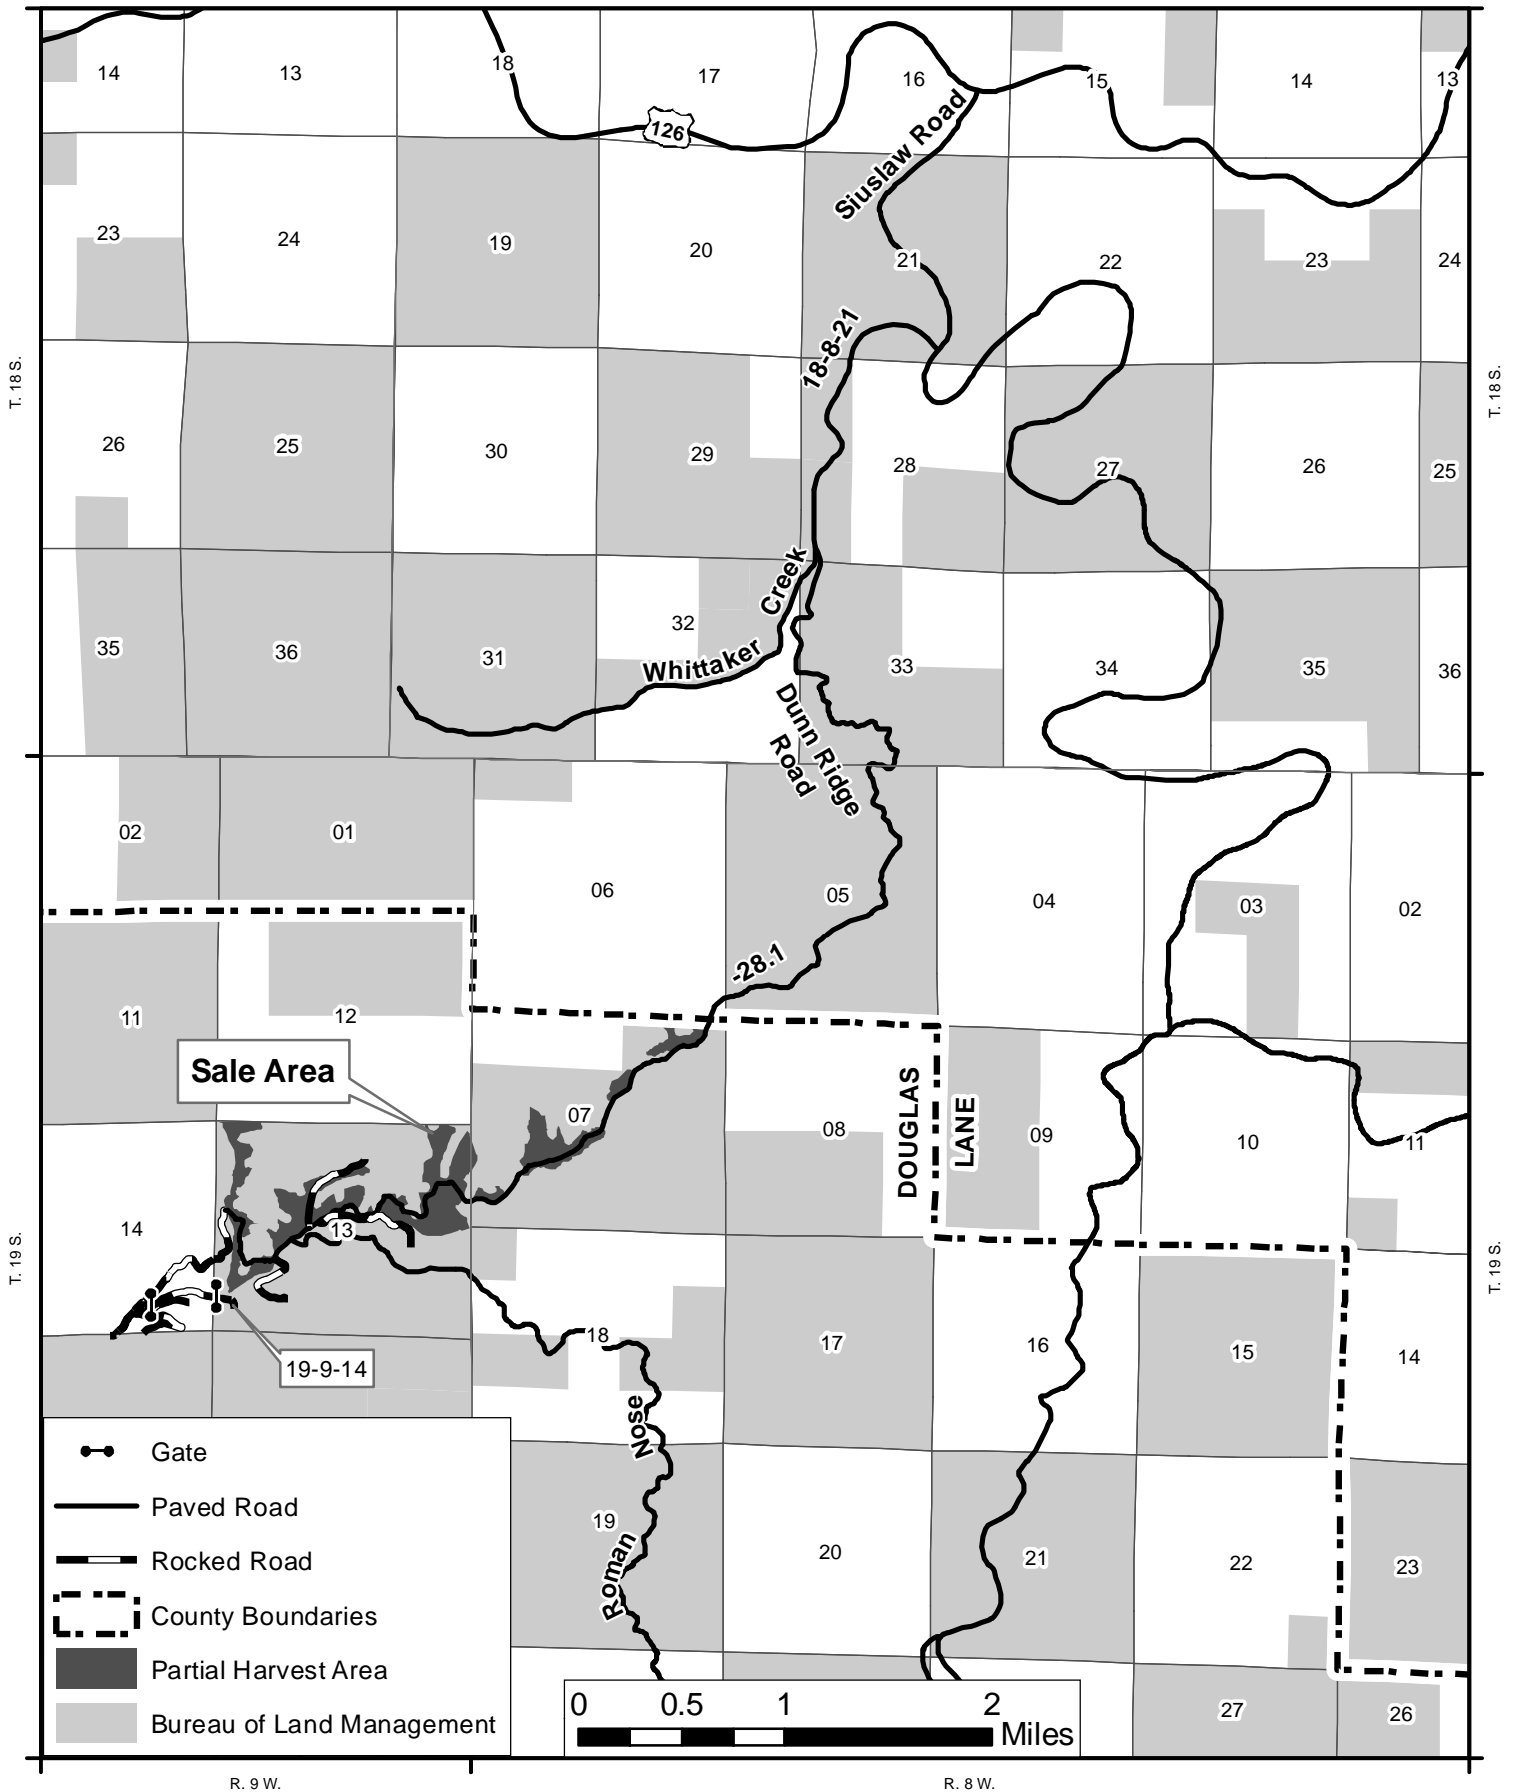 14
13
18
17
16
15
14
13
126
Siuslaw Road
23
24
19
20
21
22
23
24
18-8-21
T. 18 S.
T. 18 S.
26
25
30
29
28
27
26
25
Creek
Whittaker
35
36
31
32
33
34
35
36
Dunn Ridge
Road
02
01
06
05
04
03
02
-28.1
11
12
Sale Area
07
08
DOUGLAS
LANE
09
10
11
14
13
T. 19 S.
T. 19 S.
19-9-14
18
17
16
15
14
Nose
Roman
19
20
21
22
23
27
26
Gate
Paved Road
Rocked Road
County Boundaries
Partial Harvest Area
Bureau of Land Management
0 0.5 1 2
Miles
R. 9 W.
R. 8 W.